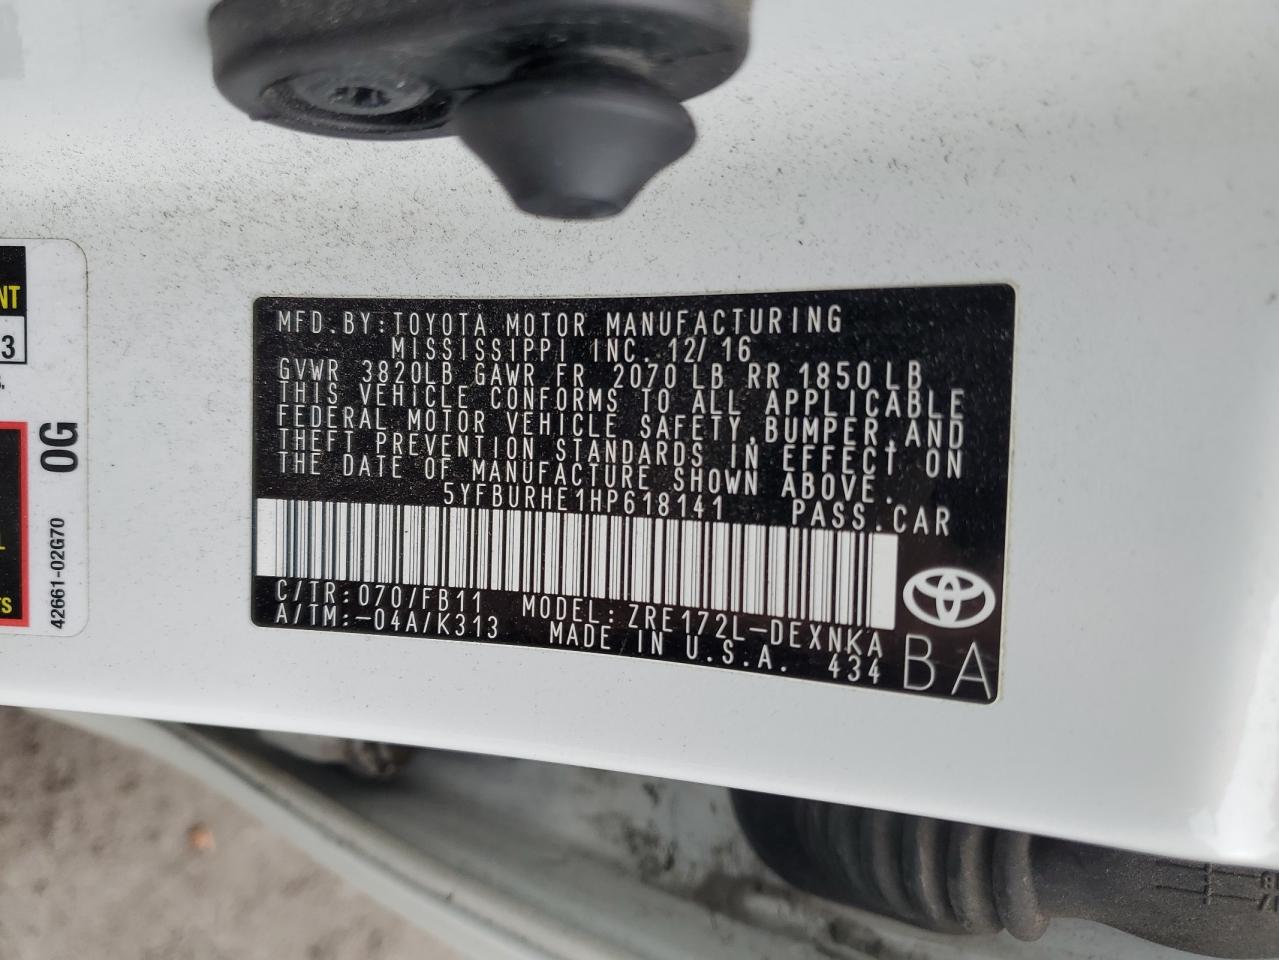 NT
3
S.
L
TS
0G
42661-02G70
MFD.BY:TOYOTA MOTOR MANUFACTURING
MISSISSIPPI INC. 12/16
GVWR 3820LB GAWR FR 2070 LB RR 1850 LB
THIS VEHICLE CONFORMS TO ALL APPLICABLE
FEDERAL MOTOR VEHICLE SAFETY,BUMPER,AND
THEFT PREVENTION STANDARDS IN EFFECT ON
THE DATE OF MANUFACTURE SHOWN ABOVE.
5YFBURHE1HP618141 PASS.CAR
C/TR:070/FB11 MODEL:ZRE172L-DEXNKA
A/TM:-04A/K313 MADE IN U.S.A. 434
BA